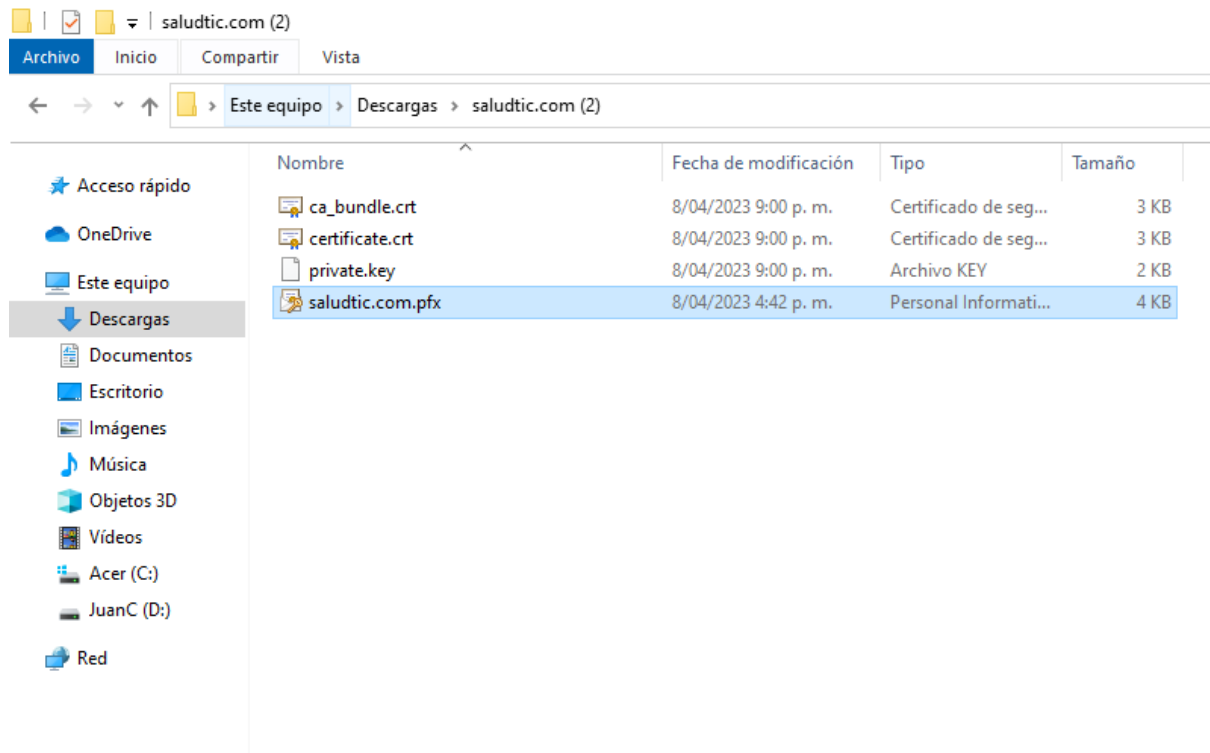 saludtic.com (2)
Archivo Inicio Compartir Vista
Este equipo Descargas saludtic.com (2)
Nombre Fecha de modificación Tipo Tamaño
Acceso rápido
OneDrive
Este equipo
Descargas
Documentos
Escritorio
Imágenes
Música
Objetos 3D
Vídeos
Acer (C:)
JuanC (D:)
Red
ca_bundle.crt 8/04/2023 9:00 p. m. Certificado de seg... 3 KB
certificate.crt 8/04/2023 9:00 p. m. Certificado de seg... 3 KB
private.key 8/04/2023 9:00 p. m. Archivo KEY 2 KB
saludtic.com.pfx 8/04/2023 4:42 p. m. Personal Informati... 4 KB